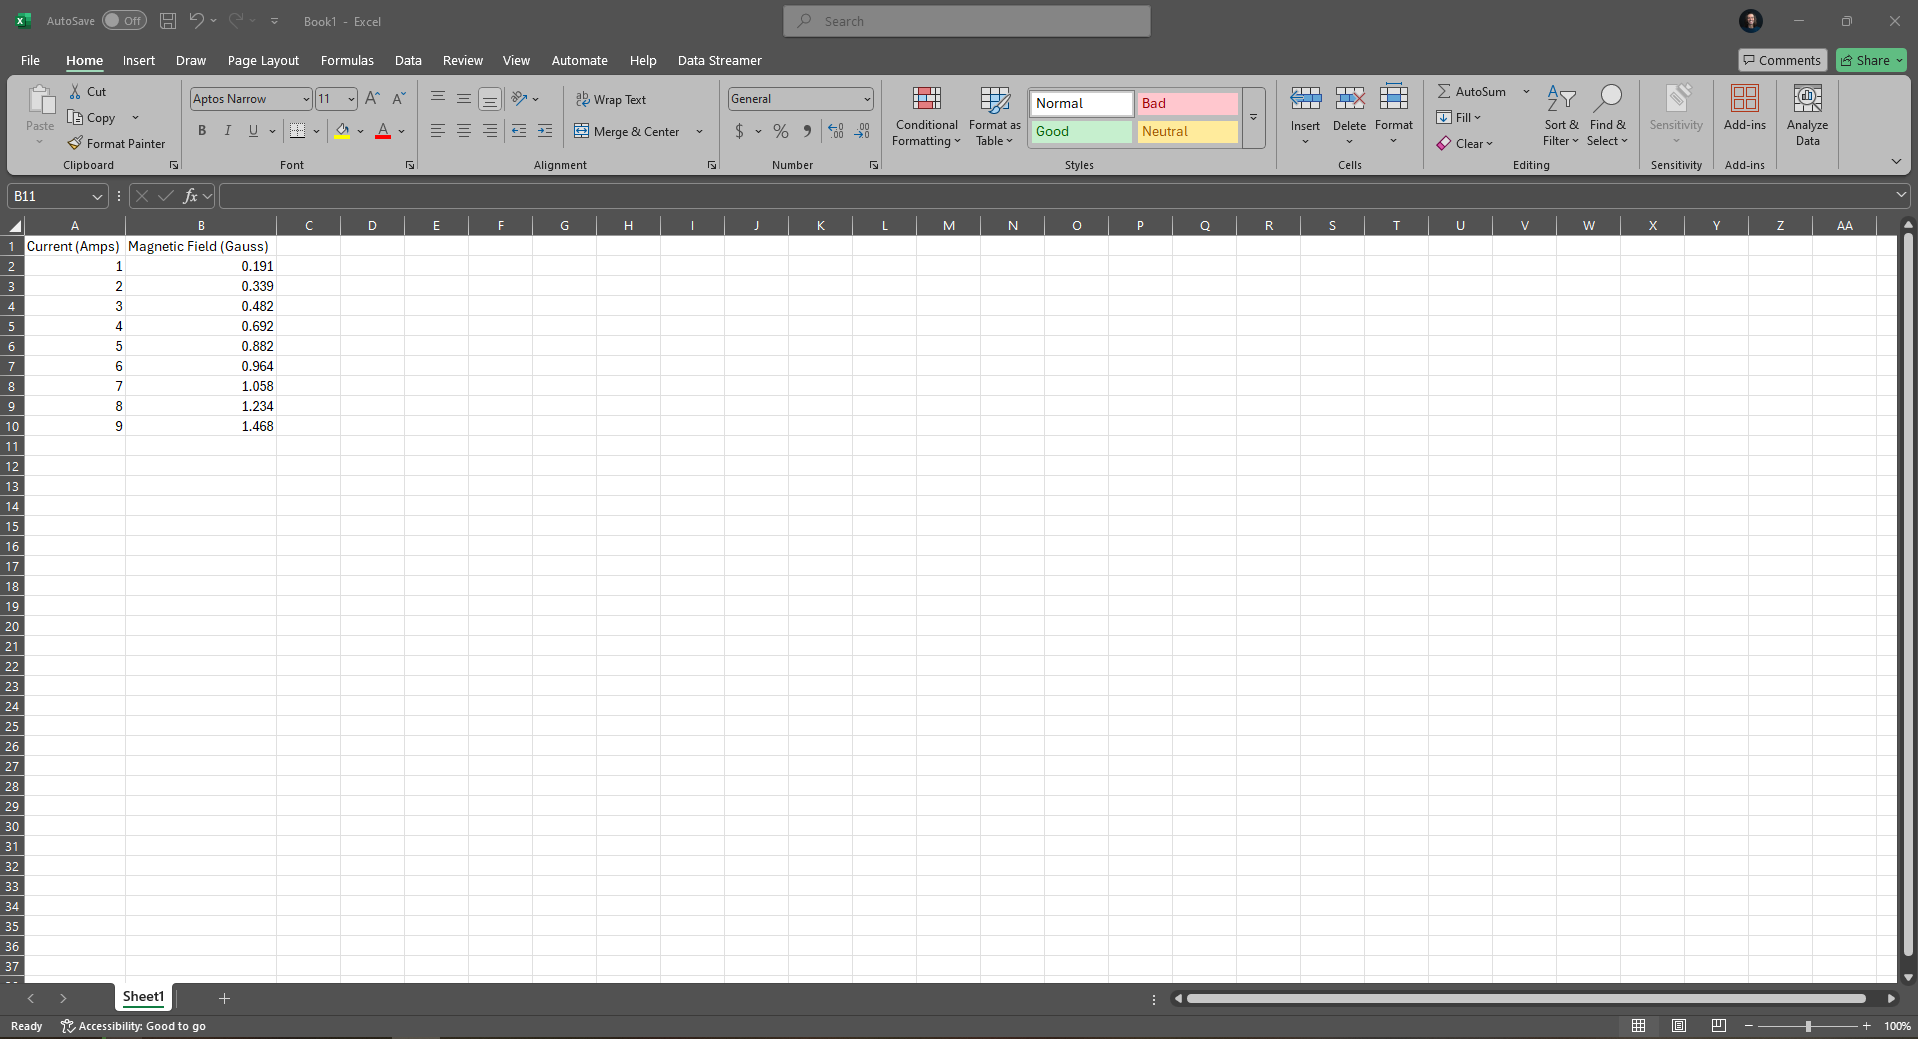 AutoSave Off Book1 - Excel Search
File Home Insert Draw Page Layout Formulas Data Review View Automate Help Data Streamer Comments Share
Paste Cut Copy Format Painter Clipboard
Aptos Narrow 11 A A B I U A Font
ab Wrap Text Merge & Center Alignment
General $ % Number
Conditional Formatting Format as Table Normal Bad Good Neutral Styles
Insert Delete Format Cells
AutoSum Fill Clear Sort & Filter Find & Select Editing
Sensitivity Sensitivity
Add-ins Add-ins
Analyze Data
B11 fx
A B C D E F G H I J K L M N O P Q R S T U V W X Y Z AA
1 Current (Amps) Magnetic Field (Gauss)
2 1 0.191
3 2 0.339
4 3 0.482
5 4 0.692
6 5 0.882
7 6 0.964
8 7 1.058
9 8 1.234
10 9 1.468
11
12
13
14
15
16
17
18
19
20
21
22
23
24
25
26
27
28
29
30
31
32
33
34
35
36
37
Sheet1
Ready Accessibility: Good to go 100%